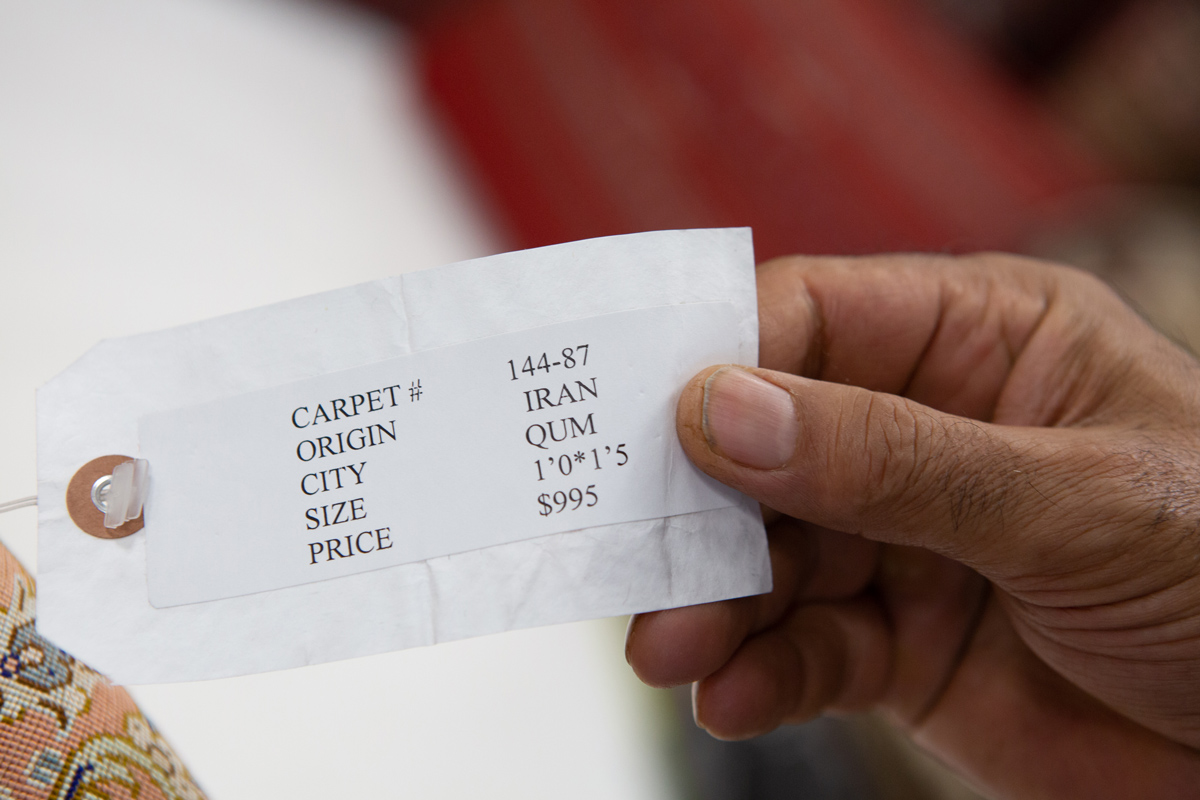 CARPET # 144-87
ORIGIN IRAN
CITY QUM
SIZE 1’0*1’5
PRICE $995